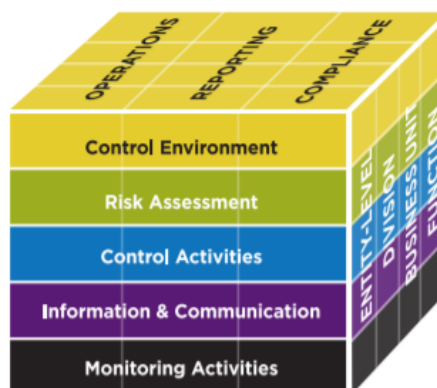 OPERATIONS
REPORTING
COMPLIANCE
Control Environment
Risk Assessment
Control Activities
Information & Communication
Monitoring Activities
ENTITY-LEVEL
DIVISION
BUSINESS UNIT
FUNCTION